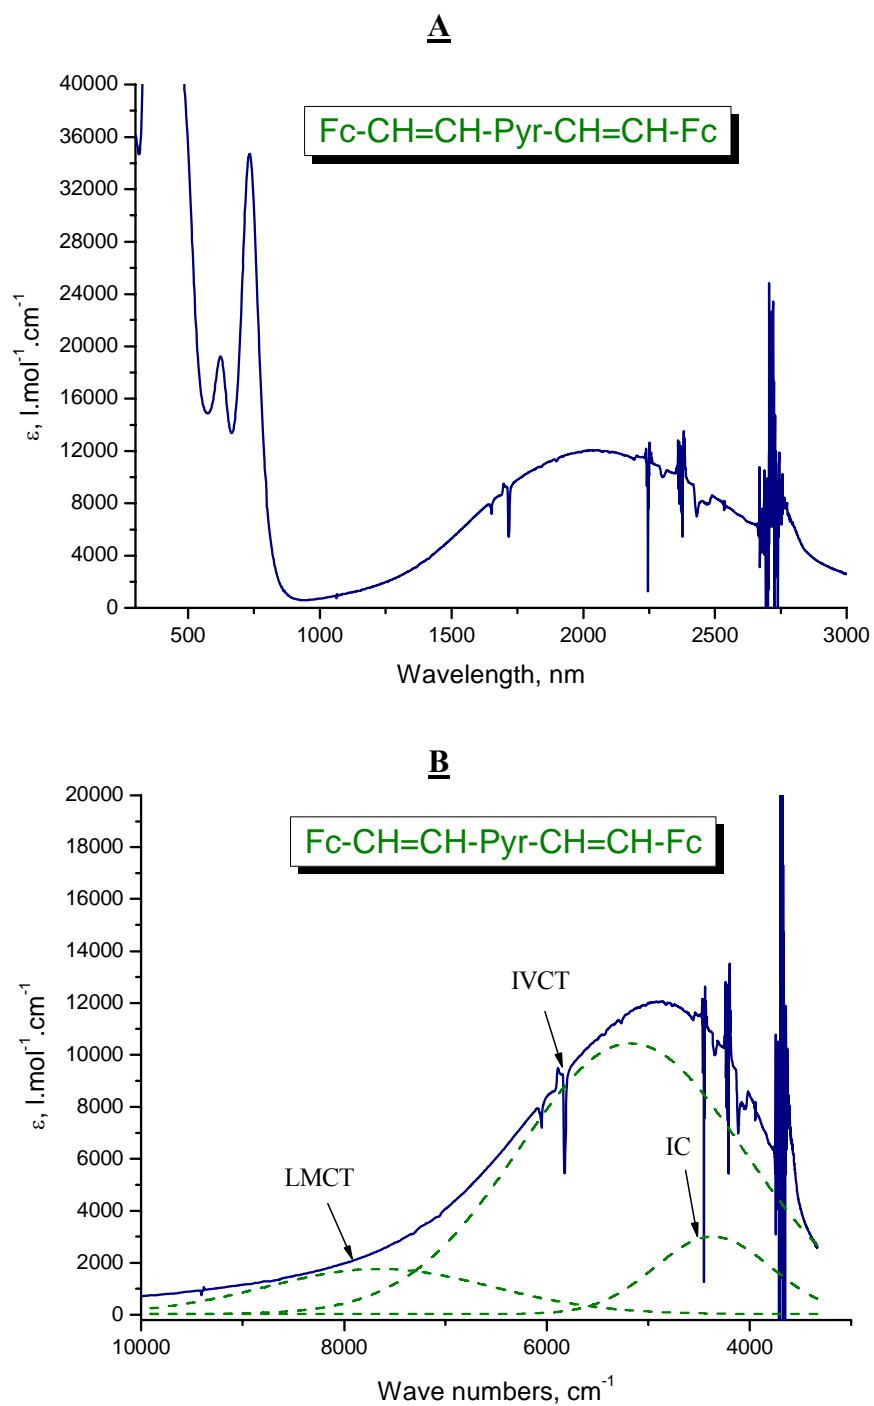 A
40000
36000
32000
28000
24000
20000
16000
12000
8000
4000
0
ε, l.mol⁻¹.cm⁻¹
Fc-CH=CH-Pyr-CH=CH-Fc
500 1000 1500 2000 2500 3000
Wavelength, nm
B
20000
18000
16000
14000
12000
10000
8000
6000
4000
2000
0
ε, l.mol⁻¹.cm⁻¹
Fc-CH=CH-Pyr-CH=CH-Fc
IVCT
IC
LMCT
10000 8000 6000 4000
Wave numbers, cm⁻¹